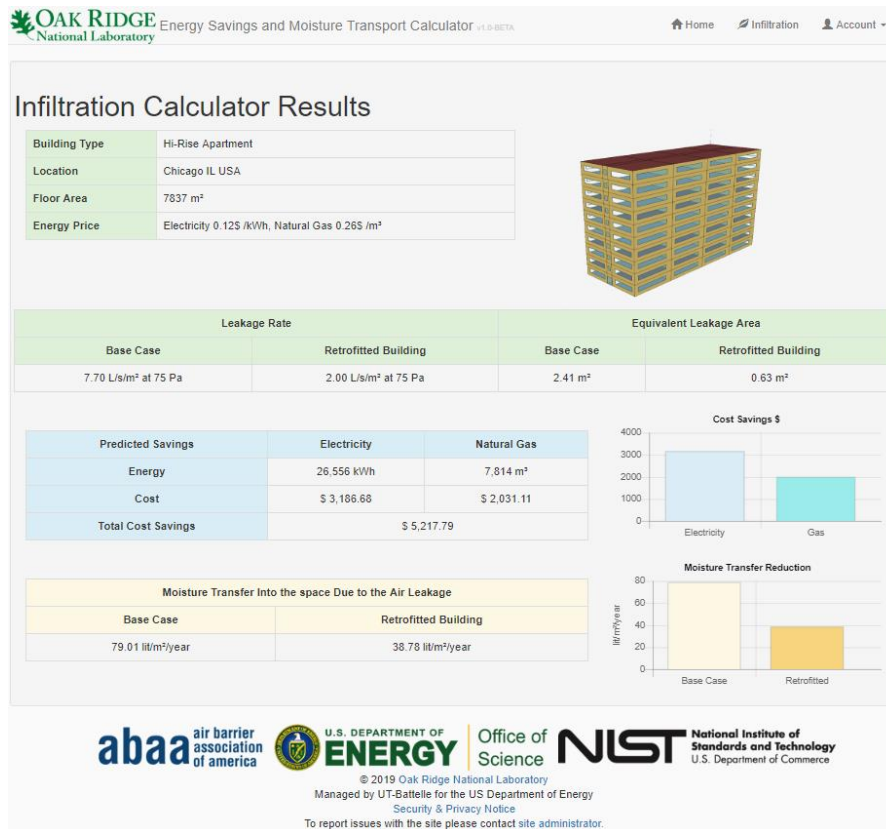 OAK RIDGE
National Laboratory
Energy Savings and Moisture Transport Calculator v1.0-BETA
Home Infiltration Account
Infiltration Calculator Results
Building Type Hi-Rise Apartment
Location Chicago IL USA
Floor Area 7837 m²
Energy Price Electricity 0.12$ /kWh, Natural Gas 0.26$ /m³
Leakage Rate Equivalent Leakage Area
Base Case Retrofitted Building Base Case Retrofitted Building
7.70 L/s/m² at 75 Pa 2.00 L/s/m² at 75 Pa 2.41 m² 0.63 m²
Predicted Savings Electricity Natural Gas
Energy 26,556 kWh 7,814 m³
Cost $ 3,186.68 $ 2,031.11
Total Cost Savings $ 5,217.79
Cost Savings $
4000
3000
2000
1000
0
Electricity Gas
Moisture Transfer Into the space Due to the Air Leakage
Base Case Retrofitted Building
79.01 lit/m²/year 38.78 lit/m²/year
Moisture Transfer Reduction
lit/m²/year
80
60
40
20
0
Base Case Retrofitted
abaa air barrier
association
of america
U.S. DEPARTMENT OF
ENERGY
Office of
Science
NIST
National Institute of
Standards and Technology
U.S. Department of Commerce
© 2019 Oak Ridge National Laboratory
Managed by UT-Battelle for the US Department of Energy
Security & Privacy Notice
To report issues with the site please contact site administrator.